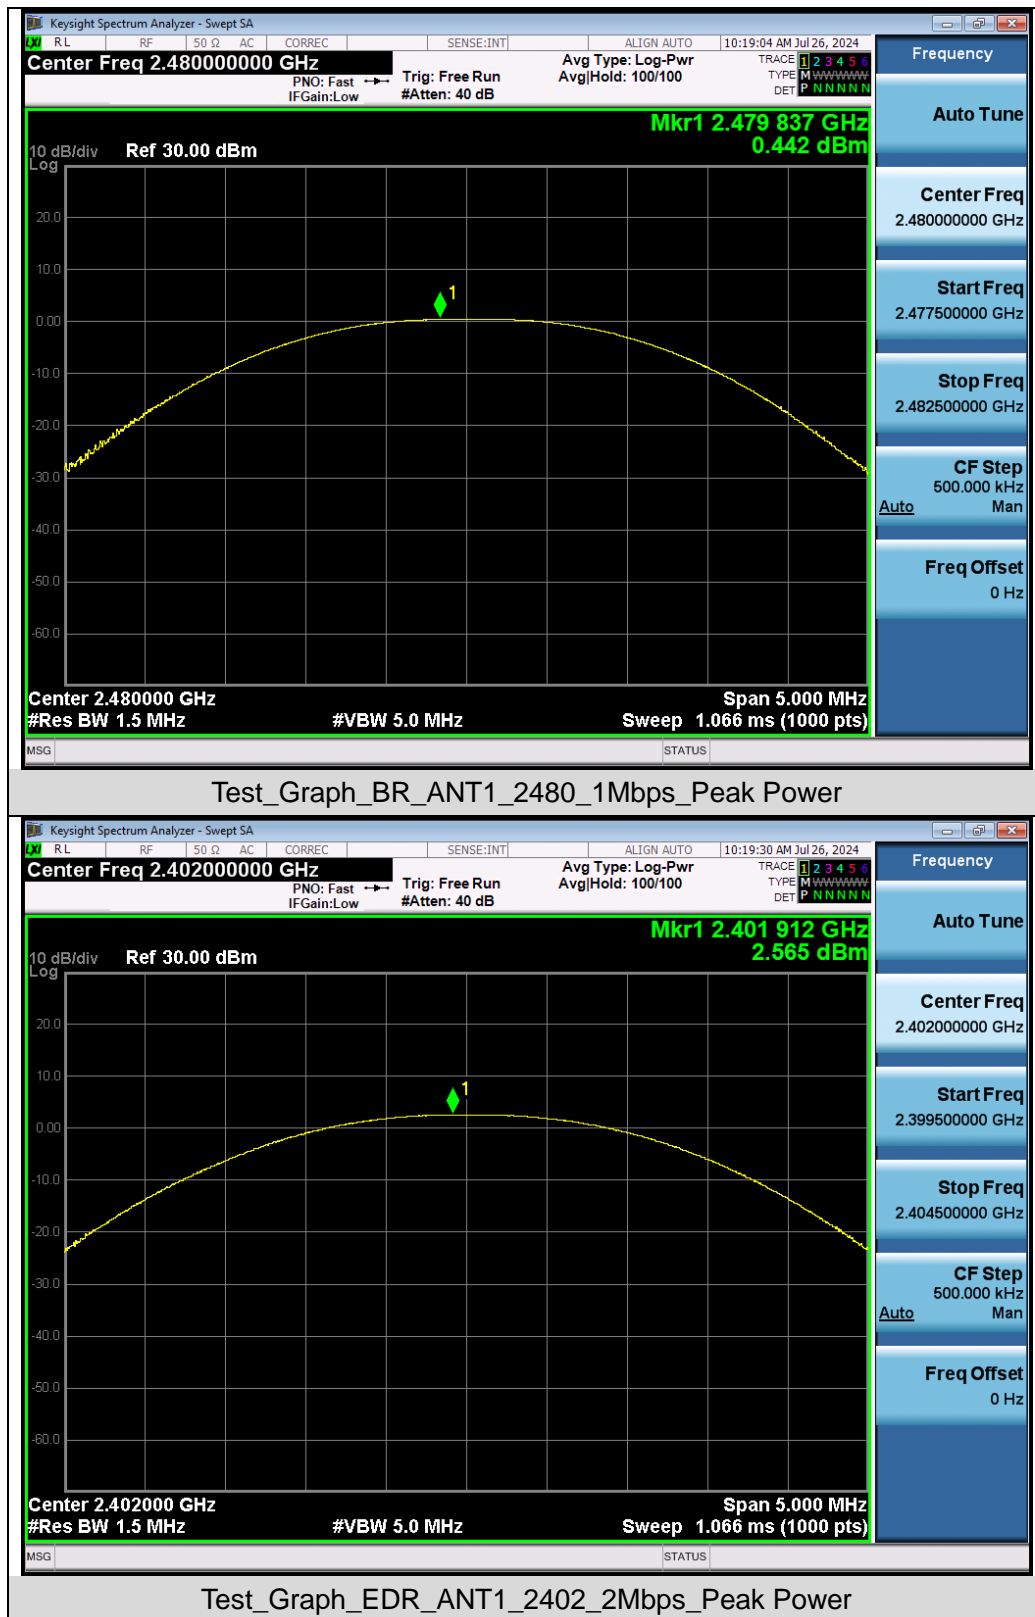 Keysight Spectrum Analyzer - Swept SA
LXI RL RF 50 Ω AC CORREC SENSE:INT ALIGN AUTO 10:19:04 AM Jul 26, 2024
Center Freq 2.480000000 GHz
PNO: Fast
IFGain:Low
Trig: Free Run
#Atten: 40 dB
Avg Type: Log-Pwr
Avg|Hold: 100/100
TRACE 1 2 3 4 5 6
TYPE M WWWWW
DET P N N N N N
Mkr1 2.479 837 GHz
0.442 dBm
10 dB/div Ref 30.00 dBm
Log
20.0
10.0
1
0.00
-10.0
-20.0
-30.0
-40.0
-50.0
-60.0
Center 2.480000 GHz Span 5.000 MHz
#Res BW 1.5 MHz #VBW 5.0 MHz Sweep 1.066 ms (1000 pts)
MSG STATUS
Frequency
Auto Tune
Center Freq
2.480000000 GHz
Start Freq
2.477500000 GHz
Stop Freq
2.482500000 GHz
CF Step
500.000 kHz
Auto Man
Freq Offset
0 Hz
Test_Graph_BR_ANT1_2480_1Mbps_Peak Power
Keysight Spectrum Analyzer - Swept SA
LXI RL RF 50 Ω AC CORREC SENSE:INT ALIGN AUTO 10:19:30 AM Jul 26, 2024
Center Freq 2.402000000 GHz
PNO: Fast
IFGain:Low
Trig: Free Run
#Atten: 40 dB
Avg Type: Log-Pwr
Avg|Hold: 100/100
TRACE 1 2 3 4 5 6
TYPE M WWWWW
DET P N N N N N
Mkr1 2.401 912 GHz
2.565 dBm
10 dB/div Ref 30.00 dBm
Log
20.0
10.0
1
0.00
-10.0
-20.0
-30.0
-40.0
-50.0
-60.0
Center 2.402000 GHz Span 5.000 MHz
#Res BW 1.5 MHz #VBW 5.0 MHz Sweep 1.066 ms (1000 pts)
MSG STATUS
Frequency
Auto Tune
Center Freq
2.402000000 GHz
Start Freq
2.399500000 GHz
Stop Freq
2.404500000 GHz
CF Step
500.000 kHz
Auto Man
Freq Offset
0 Hz
Test_Graph_EDR_ANT1_2402_2Mbps_Peak Power